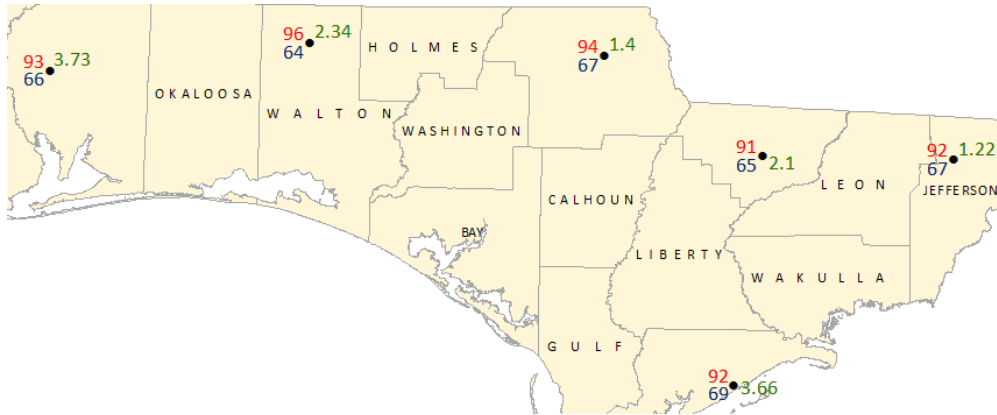 96 2.34
64
HOLMES
94 1.4
67
93 3.73
66
OKALOOSA
WALTON
WASHINGTON
91
65 2.1
92 1.22
67
LEON
JEFFERSON
CALHOUN
BAY
LIBERTY
WAKULLA
GULF
92
69 3.66